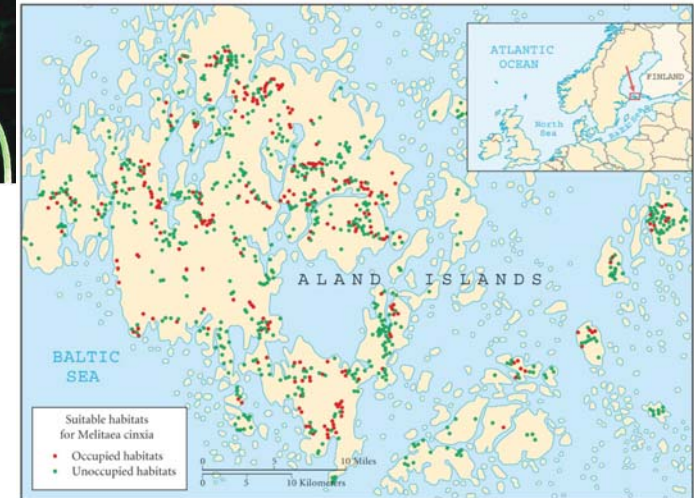 ATLANTIC
OCEAN
FINLAND
North
Sea
ALAND ISLANDS
BALTIC
SEA
Suitable habitats
for Melitaea cinxia
Occupied habitats
Unoccupied habitats
0 5 10 Miles
0 5 10 Kilometers